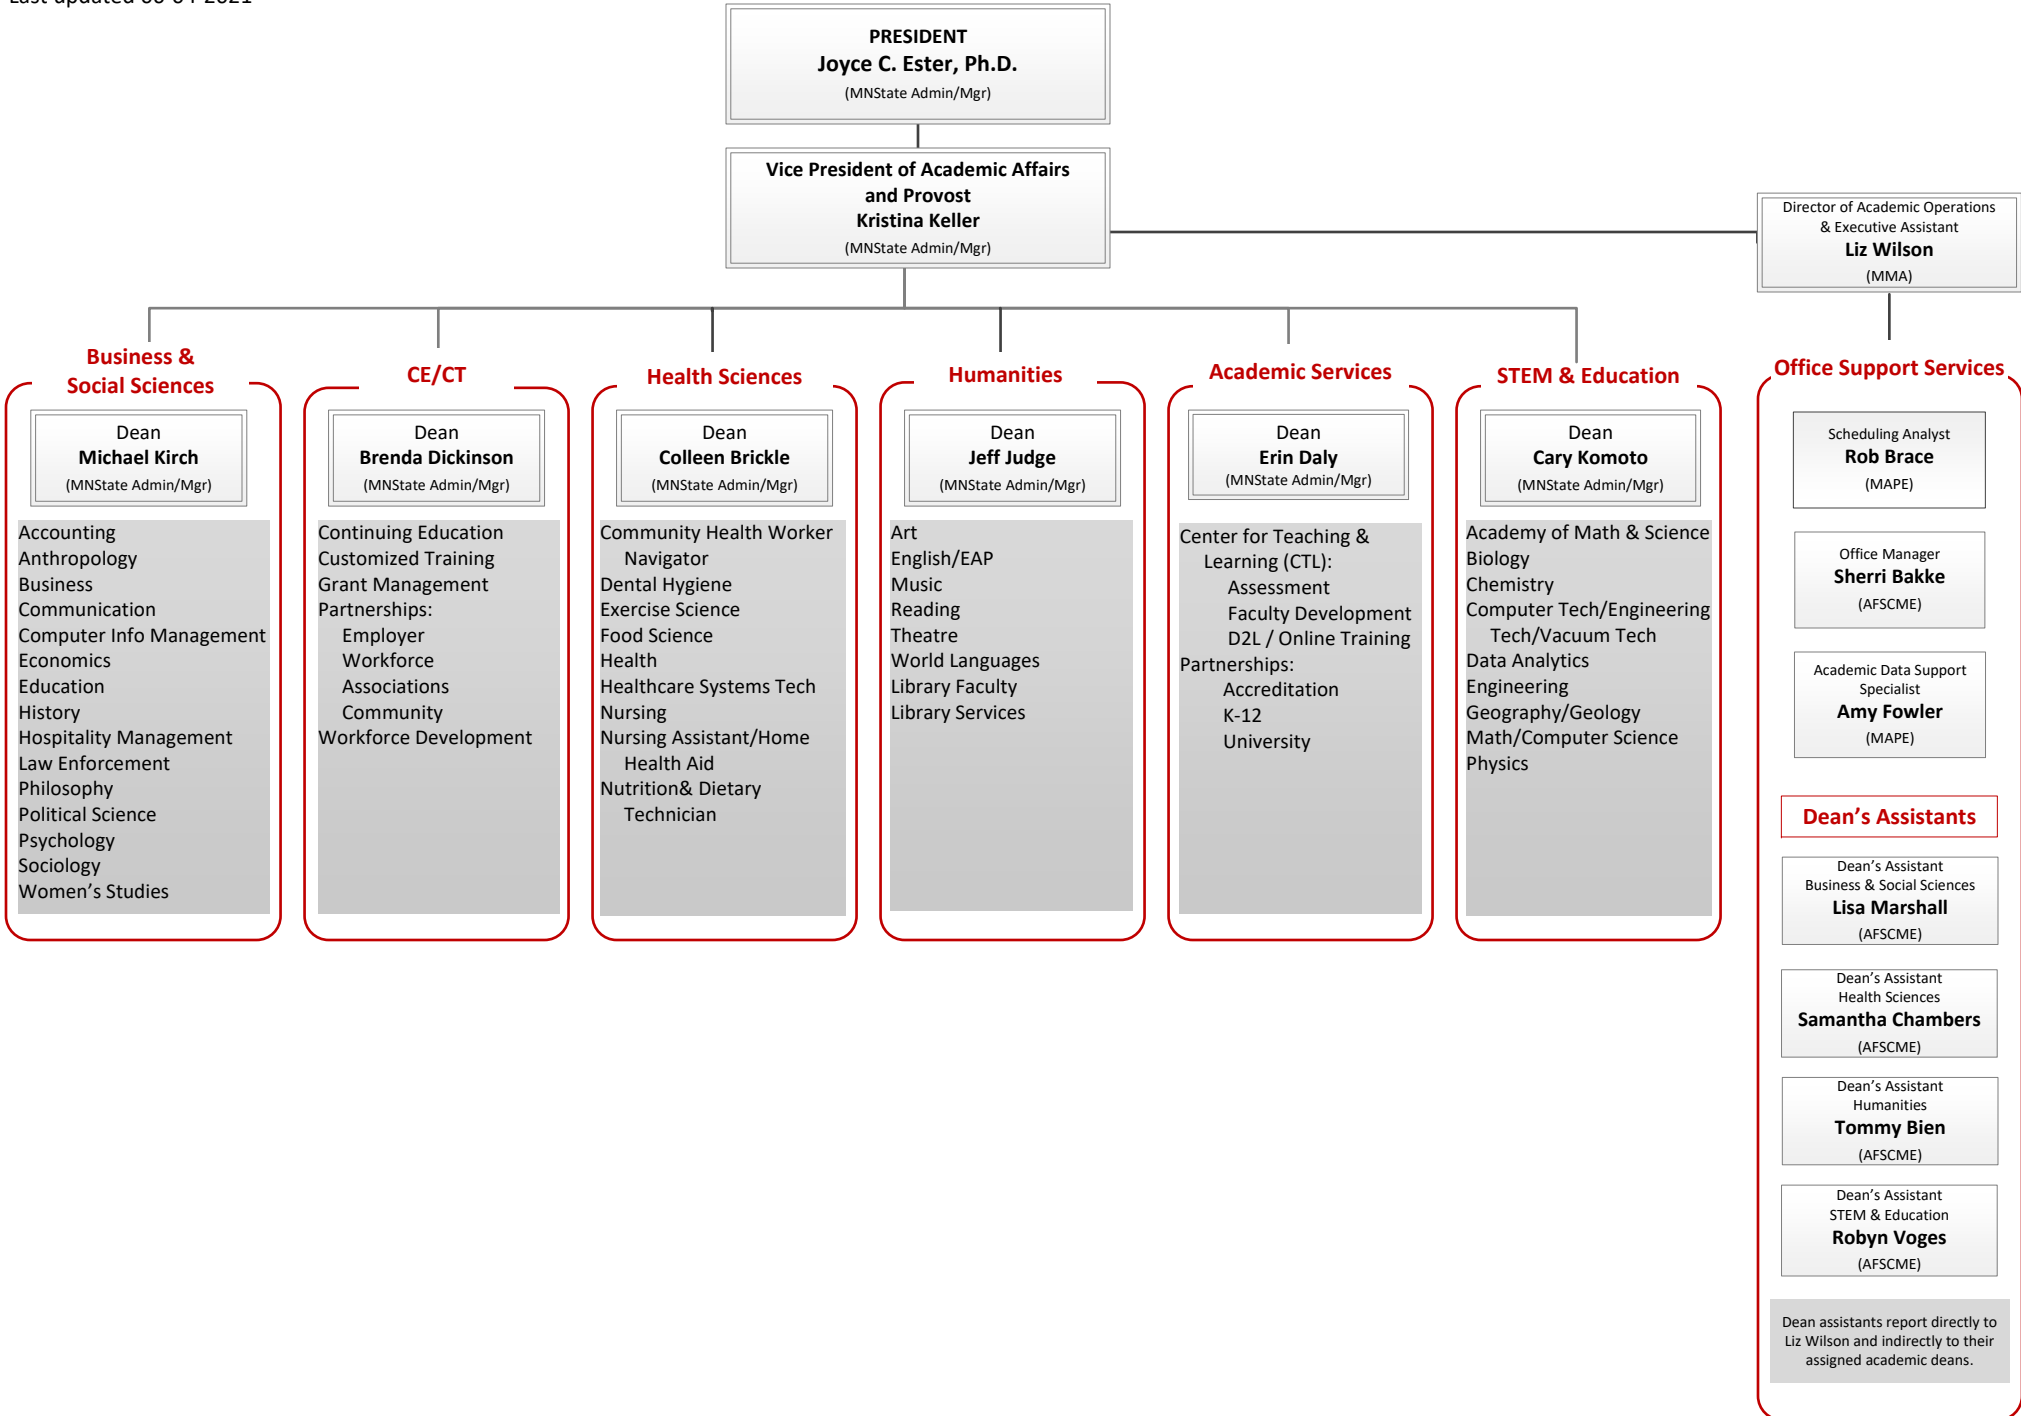 PRESIDENT
Joyce C. Ester, Ph.D.
(MNState Admin/Mgr)
Vice President of Academic Affairs
and Provost
Kristina Keller
(MNState Admin/Mgr)
Director of Academic Operations
& Executive Assistant
Liz Wilson
(MMA)
Business &
Social Sciences
Dean
Michael Kirch
(MNState Admin/Mgr)
Accounting
Anthropology
Business
Communication
Computer Info Management
Economics
Education
History
Hospitality Management
Law Enforcement
Philosophy
Political Science
Psychology
Sociology
Women’s Studies
CE/CT
Dean
Brenda Dickinson
(MNState Admin/Mgr)
Continuing Education
Customized Training
Grant Management
Partnerships:
Employer
Workforce
Associations
Community
Workforce Development
Health Sciences
Dean
Colleen Brickle
(MNState Admin/Mgr)
Community Health Worker
Navigator
Dental Hygiene
Exercise Science
Food Science
Health
Healthcare Systems Tech
Nursing
Nursing Assistant/Home
Health Aid
Nutrition& Dietary
Technician
Humanities
Dean
Jeff Judge
(MNState Admin/Mgr)
Art
English/EAP
Music
Reading
Theatre
World Languages
Library Faculty
Library Services
Academic Services
Dean
Erin Daly
(MNState Admin/Mgr)
Center for Teaching &
Learning (CTL):
Assessment
Faculty Development
D2L / Online Training
Partnerships:
Accreditation
K-12
University
STEM & Education
Dean
Cary Komoto
(MNState Admin/Mgr)
Academy of Math & Science
Biology
Chemistry
Computer Tech/Engineering
Tech/Vacuum Tech
Data Analytics
Engineering
Geography/Geology
Math/Computer Science
Physics
Office Support Services
Scheduling Analyst
Rob Brace
(MAPE)
Office Manager
Sherri Bakke
(AFSCME)
Academic Data Support
Specialist
Amy Fowler
(MAPE)
Dean’s Assistants
Dean’s Assistant
Business & Social Sciences
Lisa Marshall
(AFSCME)
Dean’s Assistant
Health Sciences
Samantha Chambers
(AFSCME)
Dean’s Assistant
Humanities
Tommy Bien
(AFSCME)
Dean’s Assistant
STEM & Education
Robyn Voges
(AFSCME)
Dean assistants report directly to
Liz Wilson and indirectly to their
assigned academic deans.